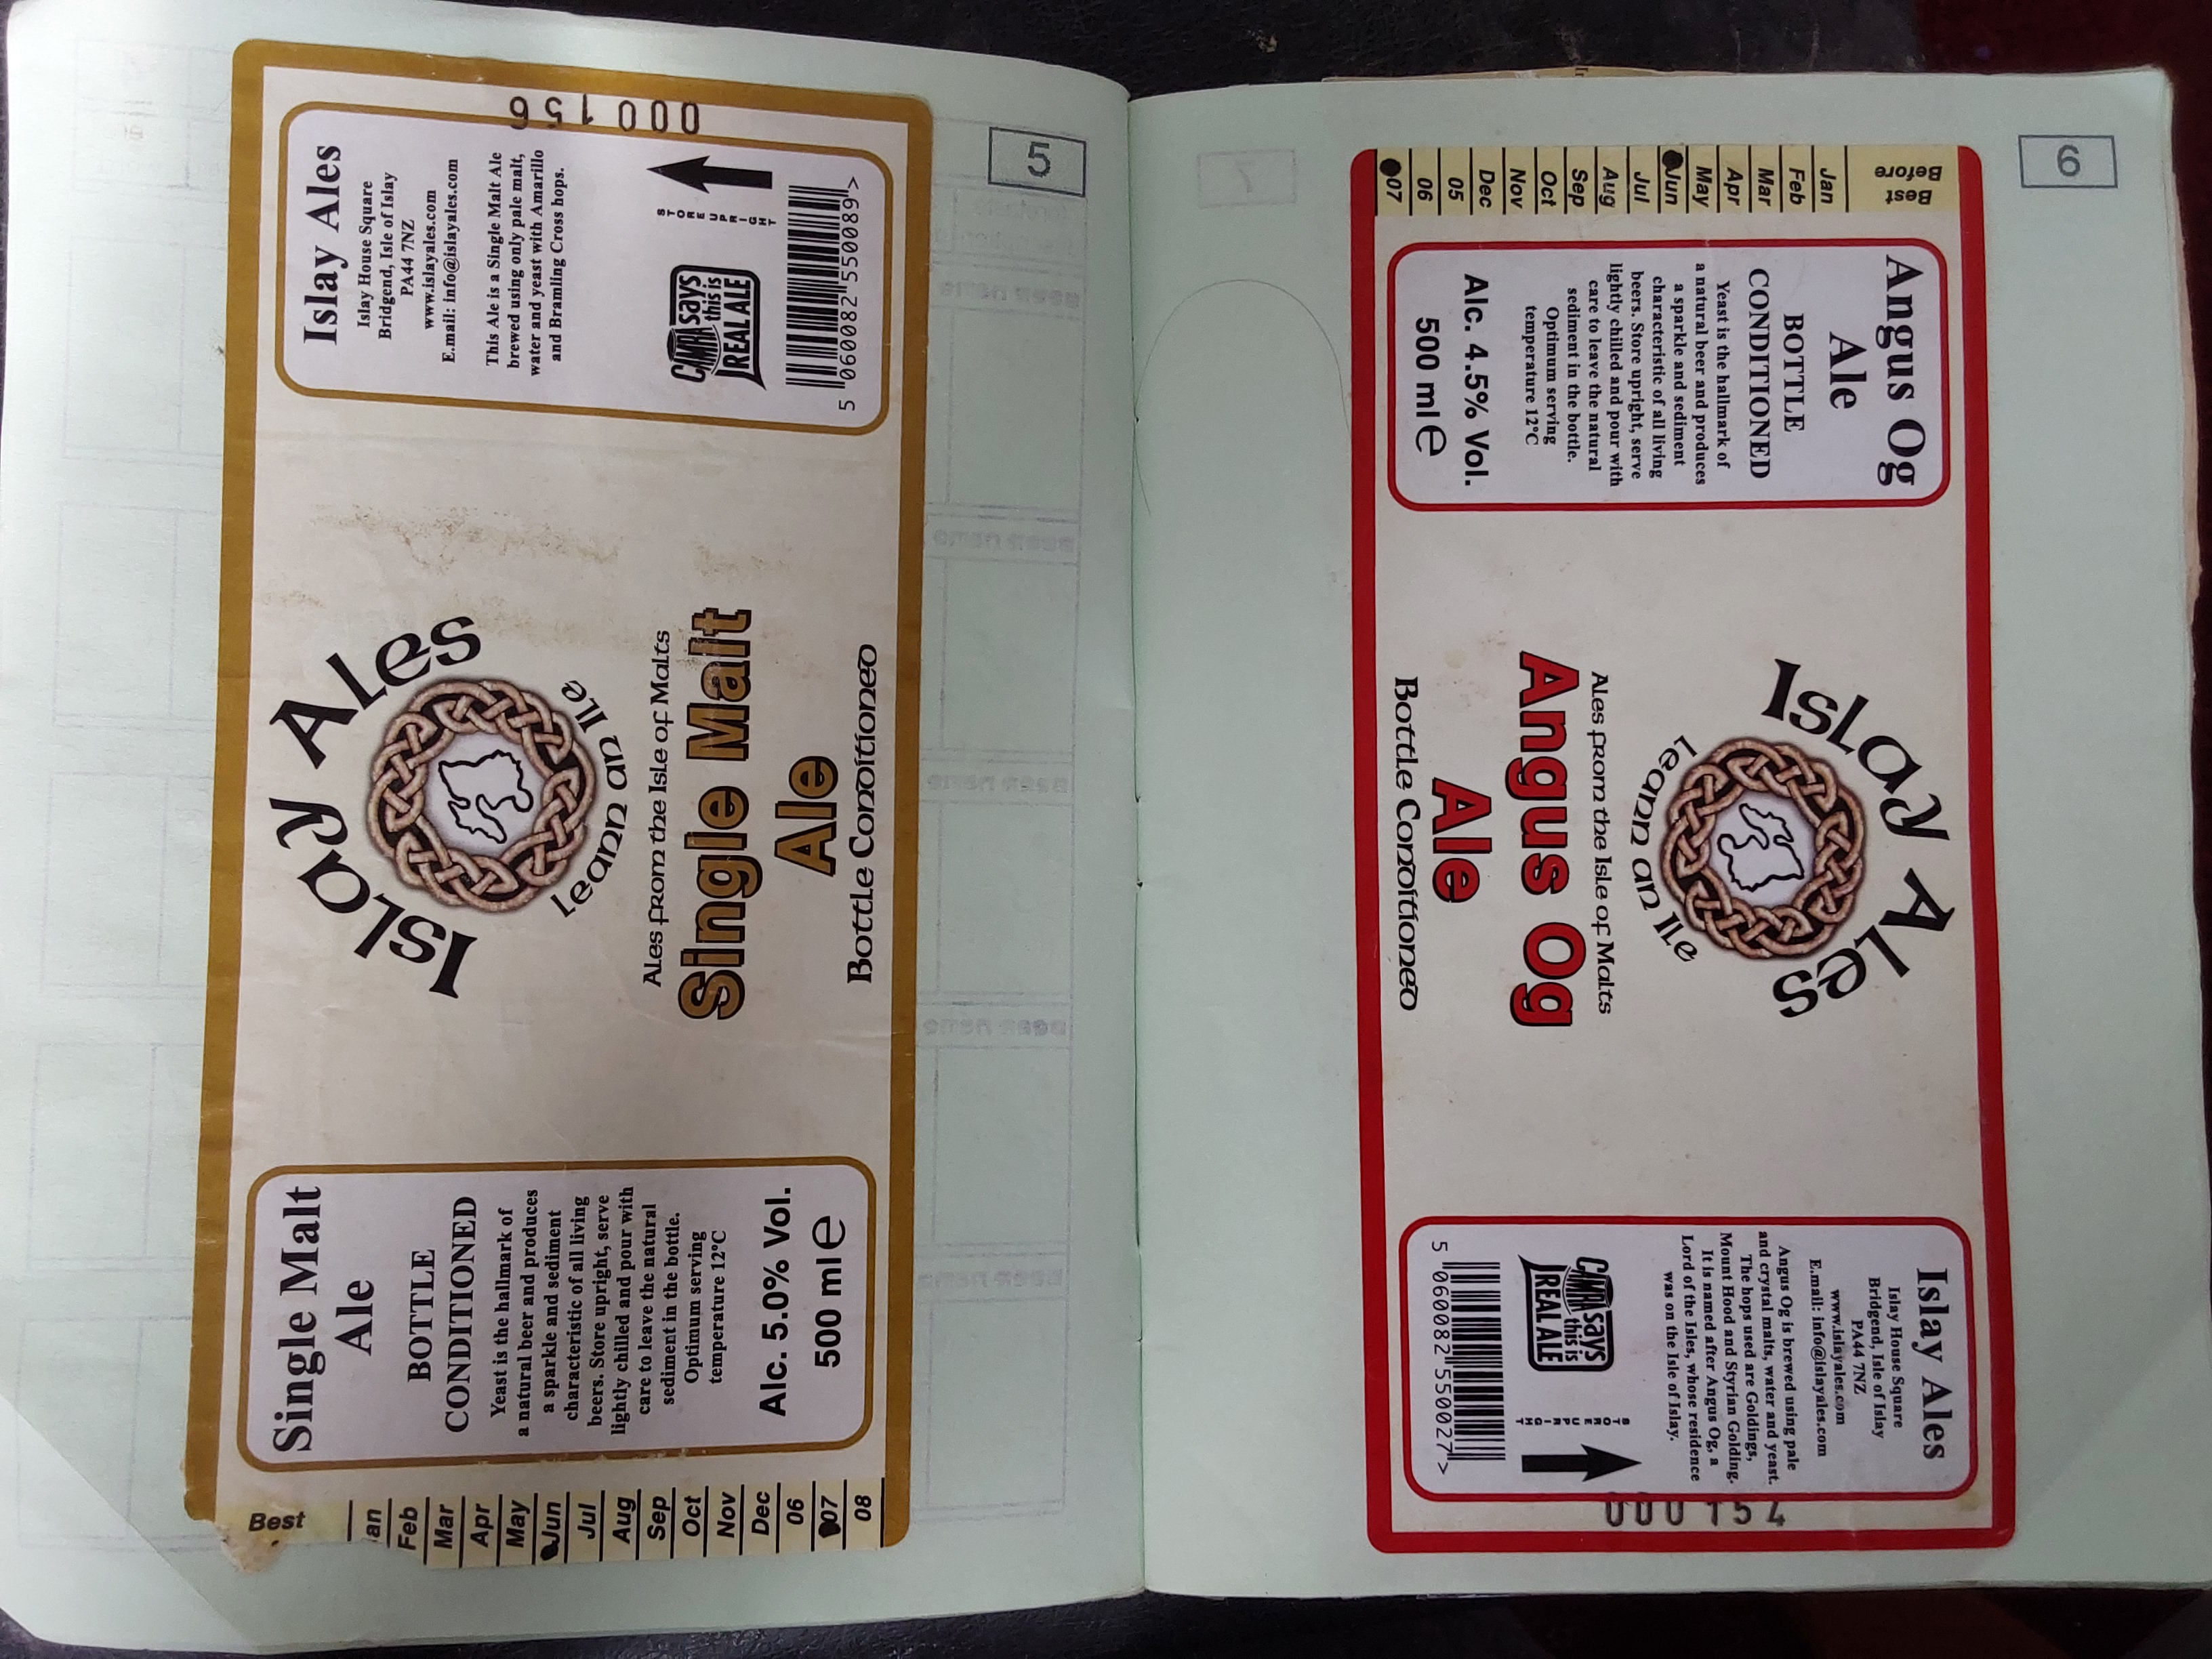 5
000156
Islay Ales
Islay House Square
Bridgend, Isle of Islay
PA44 7NZ
www.islayales.com
E.mail: info@islayales.com
This Ale is a Single Malt Ale
brewed using only pale malt,
water and yeast with Amarillo
and Bramling Cross hops.
STORE UPRIGHT
CAMRA says
this is
REAL ALE
5 060082 550089 >
Islay Ales
Leann an Ile
Ales from the Isle of Malts
Single Malt
Ale
Bottle Conditioned
Single Malt
Ale
BOTTLE
CONDITIONED
Yeast is the hallmark of
a natural beer and produces
a sparkle and sediment
characteristic of all living
beers. Store upright, serve
lightly chilled and pour with
care to leave the natural
sediment in the bottle.
Optimum serving
temperature 12°C
Alc. 5.0% Vol.
500 ml e
Best
an
Feb
Mar
Apr
May
Jun
Jul
Aug
Sep
Oct
Nov
Dec
06
07
08
6
Best
Before
Jan
Feb
Mar
Apr
May
Jun
Jul
Aug
Sep
Oct
Nov
Dec
05
06
07
Angus Og
Ale
BOTTLE
CONDITIONED
Yeast is the hallmark of
a natural beer and produces
a sparkle and sediment
characteristic of all living
beers. Store upright, serve
lightly chilled and pour with
care to leave the natural
sediment in the bottle.
Optimum serving
temperature 12°C
Alc. 4.5% Vol.
500 ml e
Islay Ales
Leann an Ile
Ales from the Isle of Malts
Angus Og
Ale
Bottle Conditioned
Islay Ales
Islay House Square
Bridgend, Isle of Islay
PA44 7NZ
www.islayales.com
E.mail: info@islayales.com
Angus Og is brewed using pale
and crystal malts, water and yeast.
The hops used are Goldings,
Mount Hood and Styrian Golding.
It is named after Angus Og, a
Lord of the Isles, whose residence
was on the Isle of Islay.
STORE UPRIGHT
CAMRA says
this is
REAL ALE
5 060082 550027 >
000154